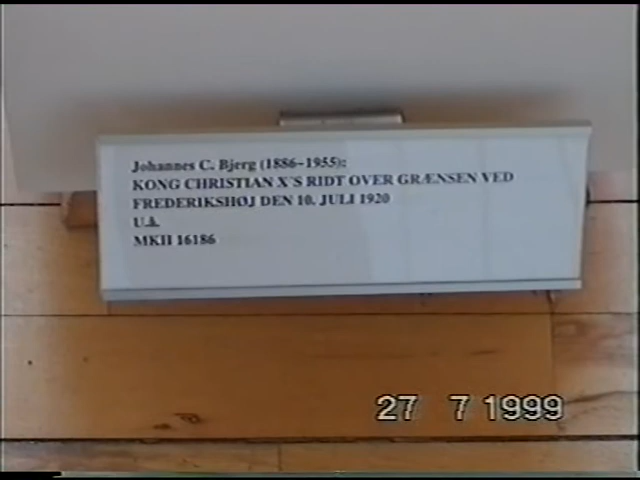 Johannes C. Bjerg (1886-1955):
KONG CHRISTIAN X'S RIDT OVER GRÆNSEN VED
FREDERIKSHØJ DEN 10. JULI 1920
U.Å.
MKH 16186
27 7 1999